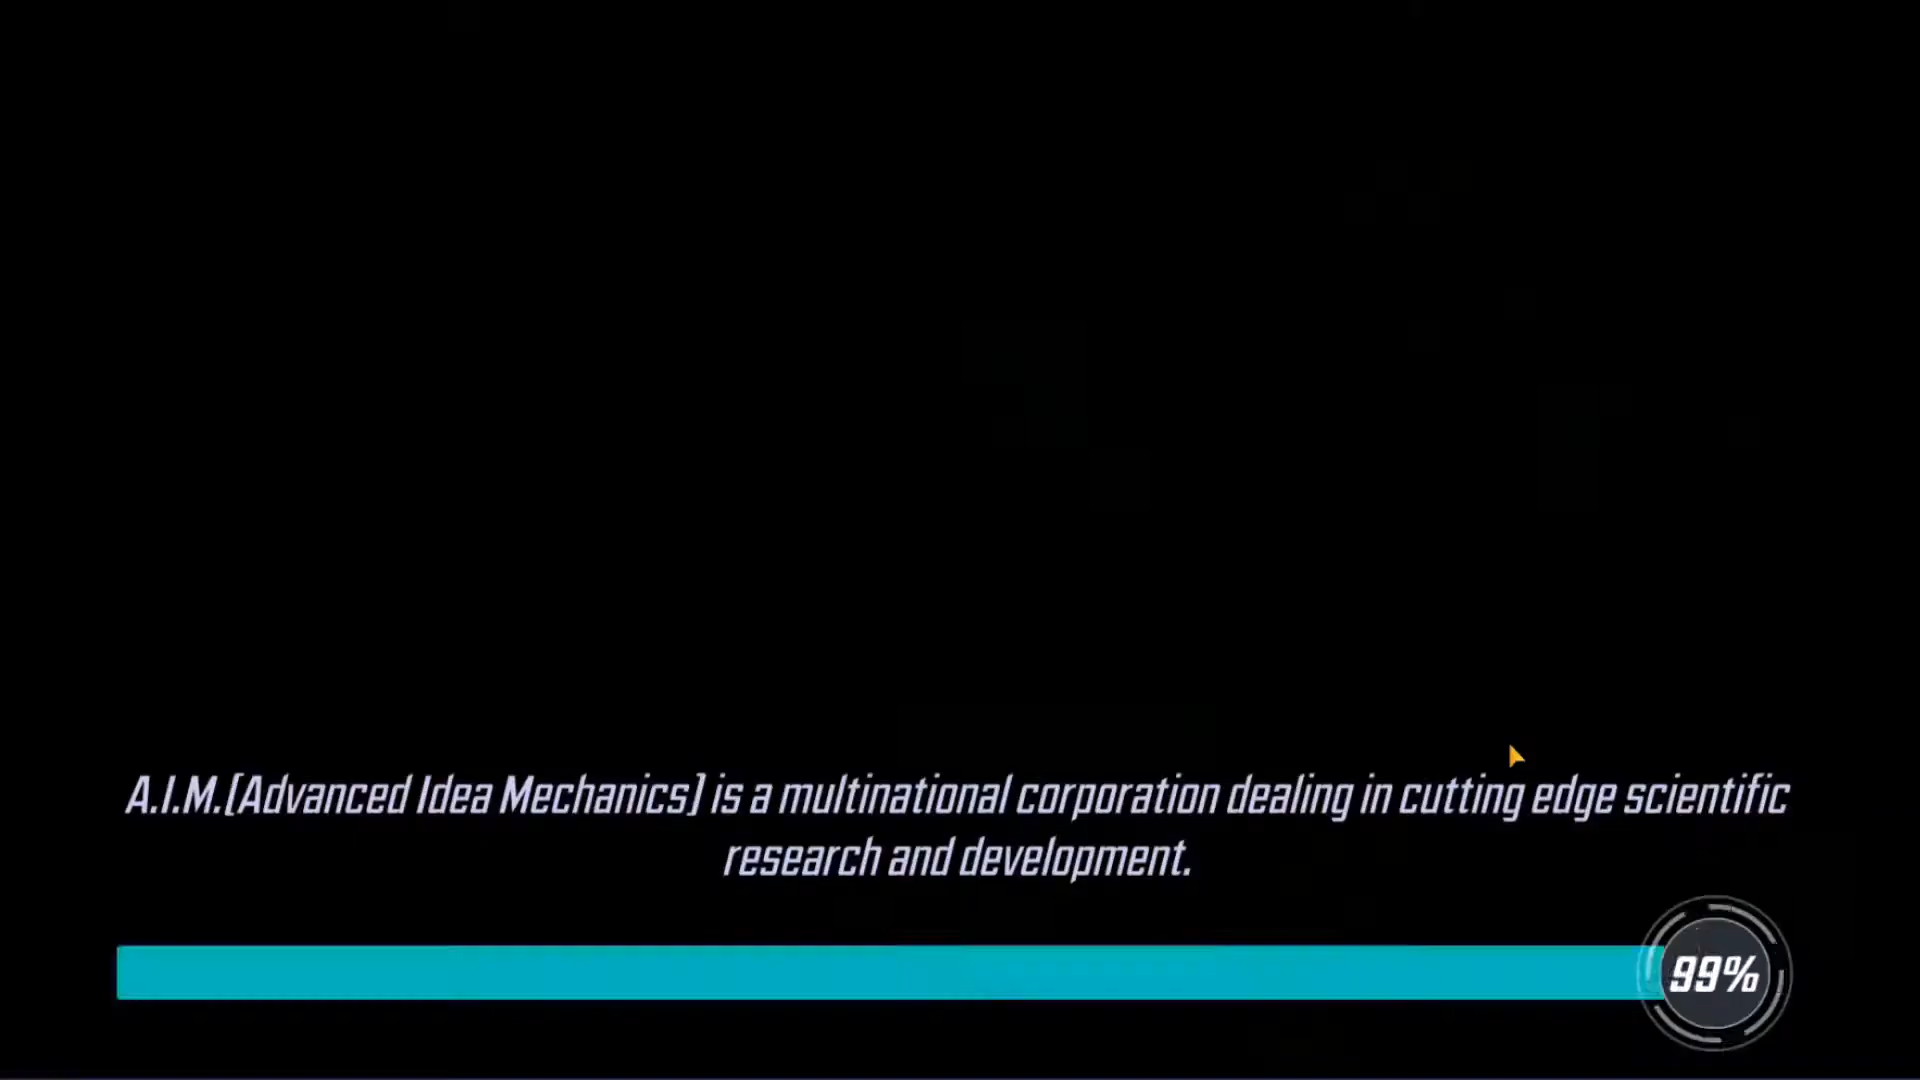 A.I.M.[Advanced Idea Mechanics] is a multinational corporation dealing in cutting edge scientific
research and development.
99%